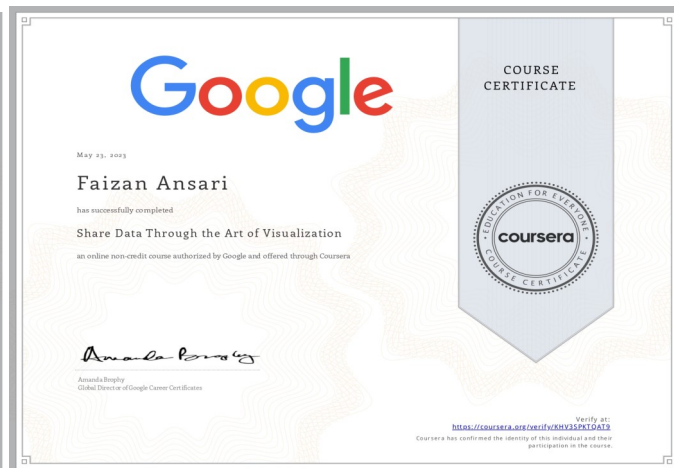 Google
COURSE
CERTIFICATE
May 23, 2023
Faizan Ansari
has successfully completed
Share Data Through the Art of Visualization
an online non-credit course authorized by Google and offered through Coursera
EDUCATION FOR EVERYONE
coursera
COURSE CERTIFICATE
Amanda Brophy
Amanda Brophy
Global Director of Google Career Certificates
Verify at:
https://coursera.org/verify/KHV3SPKTQAT9
Coursera has confirmed the identity of this individual and their
participation in the course.